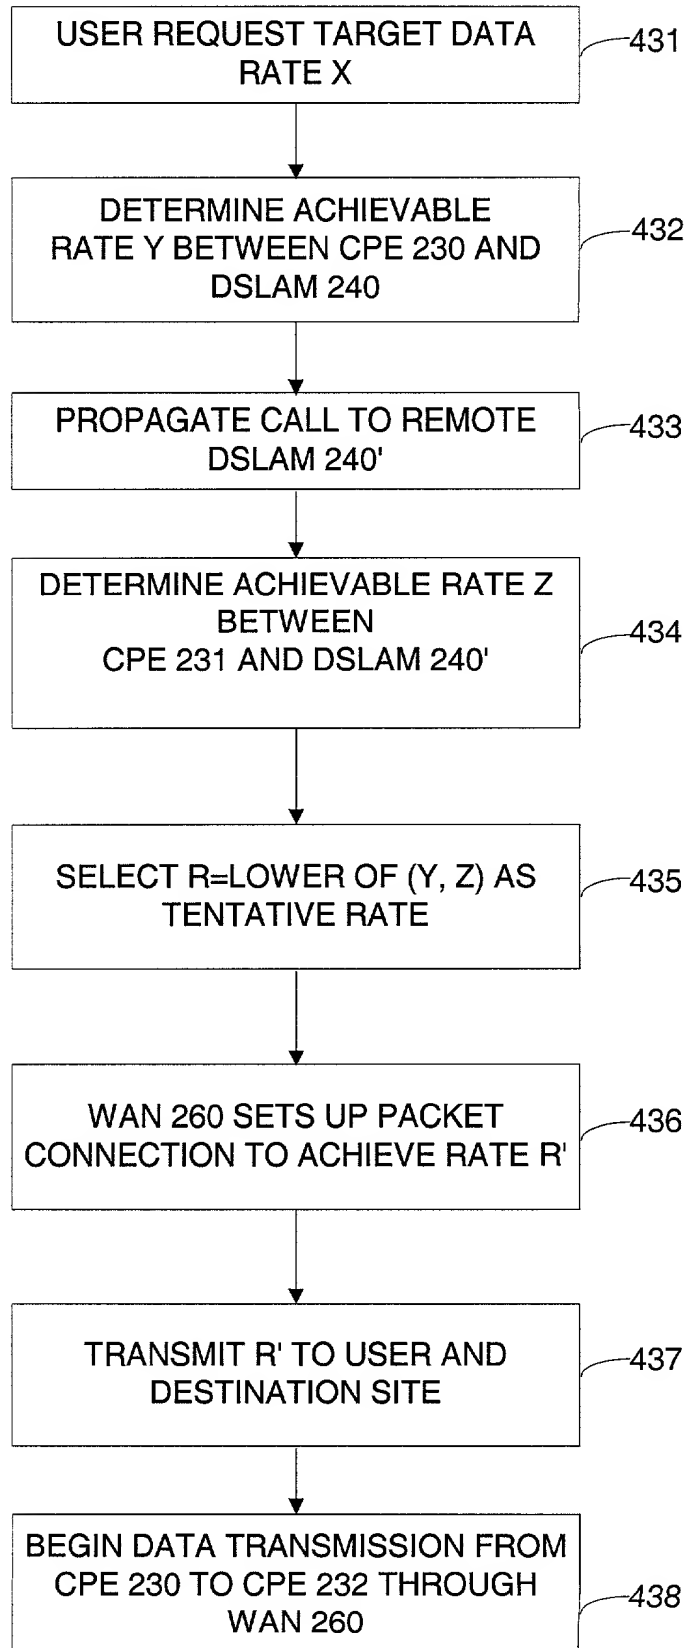 USER REQUEST TARGET DATA
RATE X
431
DETERMINE ACHIEVABLE
RATE Y BETWEEN CPE 230 AND
DSLAM 240
432
PROPAGATE CALL TO REMOTE
DSLAM 240'
433
DETERMINE ACHIEVABLE RATE Z
BETWEEN
CPE 231 AND DSLAM 240'
434
SELECT R=LOWER OF (Y, Z) AS
TENTATIVE RATE
435
WAN 260 SETS UP PACKET
CONNECTION TO ACHIEVE RATE R'
436
TRANSMIT R' TO USER AND
DESTINATION SITE
437
BEGIN DATA TRANSMISSION FROM
CPE 230 TO CPE 232 THROUGH
WAN 260
438